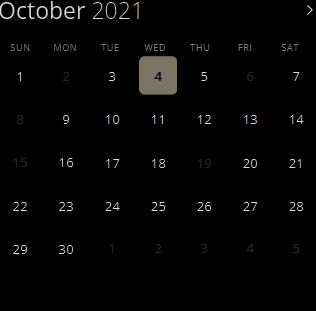 October 2021
SUN MON TUE WED THU FRI SAT
1 2 3 4 5 6 7
8 9 10 11 12 13 14
15 16 17 18 19 20 21
22 23 24 25 26 27 28
29 30 1 2 3 4 5